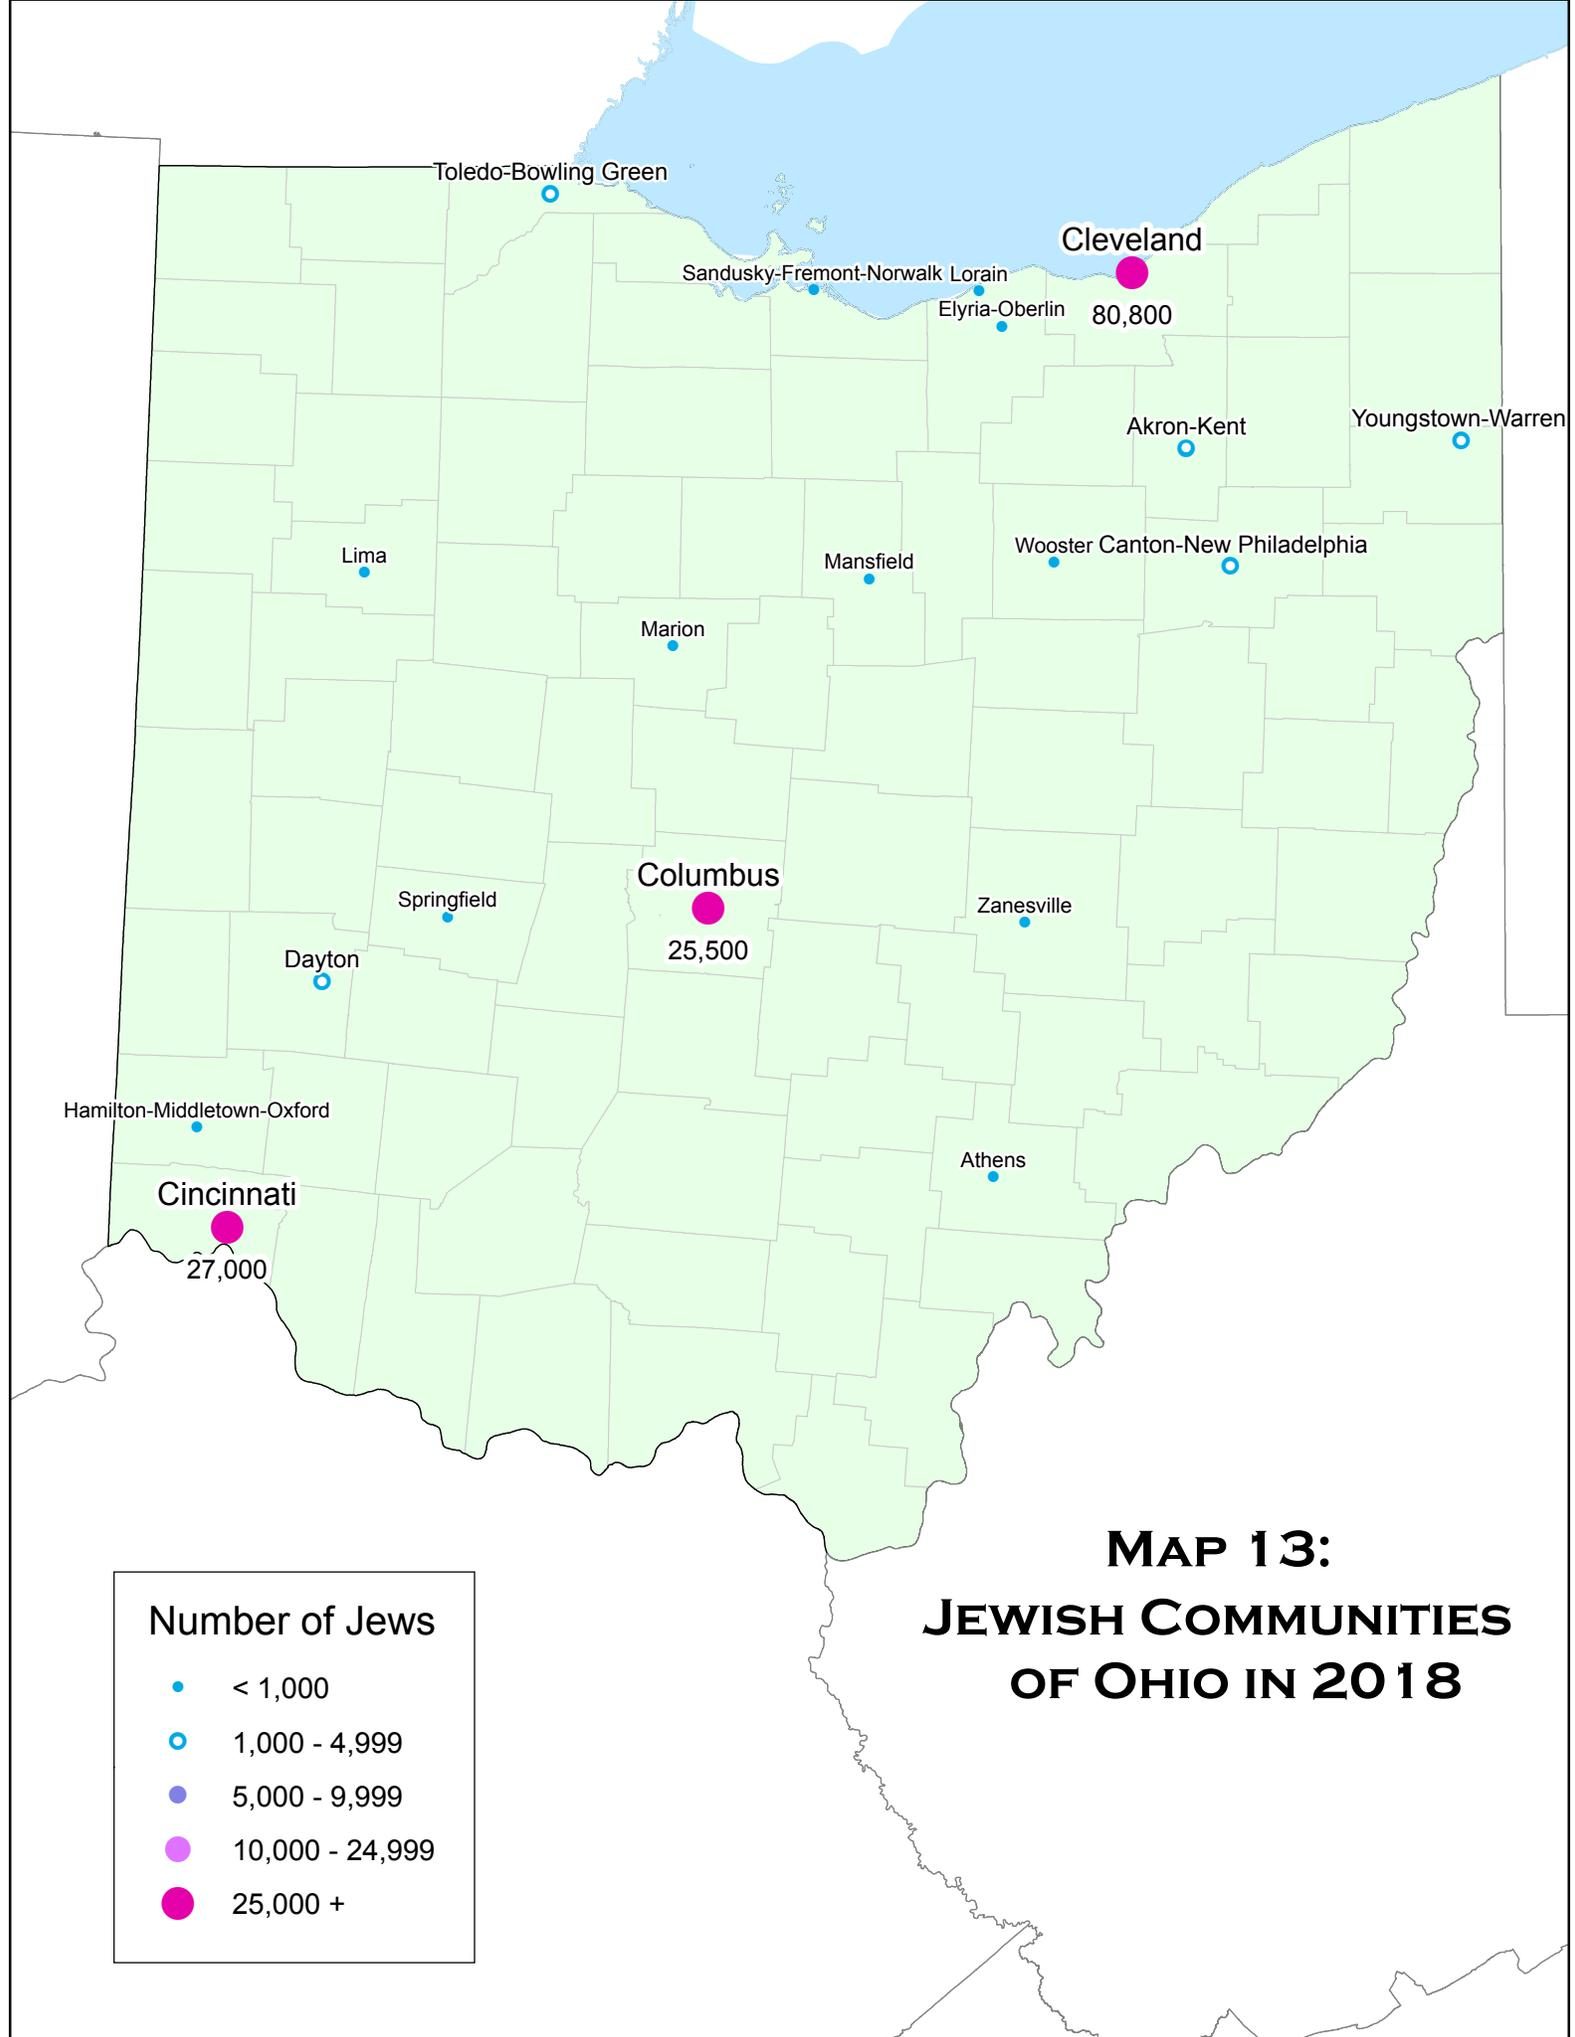 Toledo-Bowling Green
Cleveland
Sandusky-Fremont-Norwalk
Lorain
Elyria-Oberlin
80,800
Youngstown-Warren
Akron-Kent
Wooster
Canton-New Philadelphia
Lima
Mansfield
Marion
Columbus
25,500
Springfield
Zanesville
Dayton
Hamilton-Middletown-Oxford
Athens
Cincinnati
27,000
Map 13:
Jewish Communities
of Ohio in 2018
Number of Jews
< 1,000
1,000 - 4,999
5,000 - 9,999
10,000 - 24,999
25,000 +